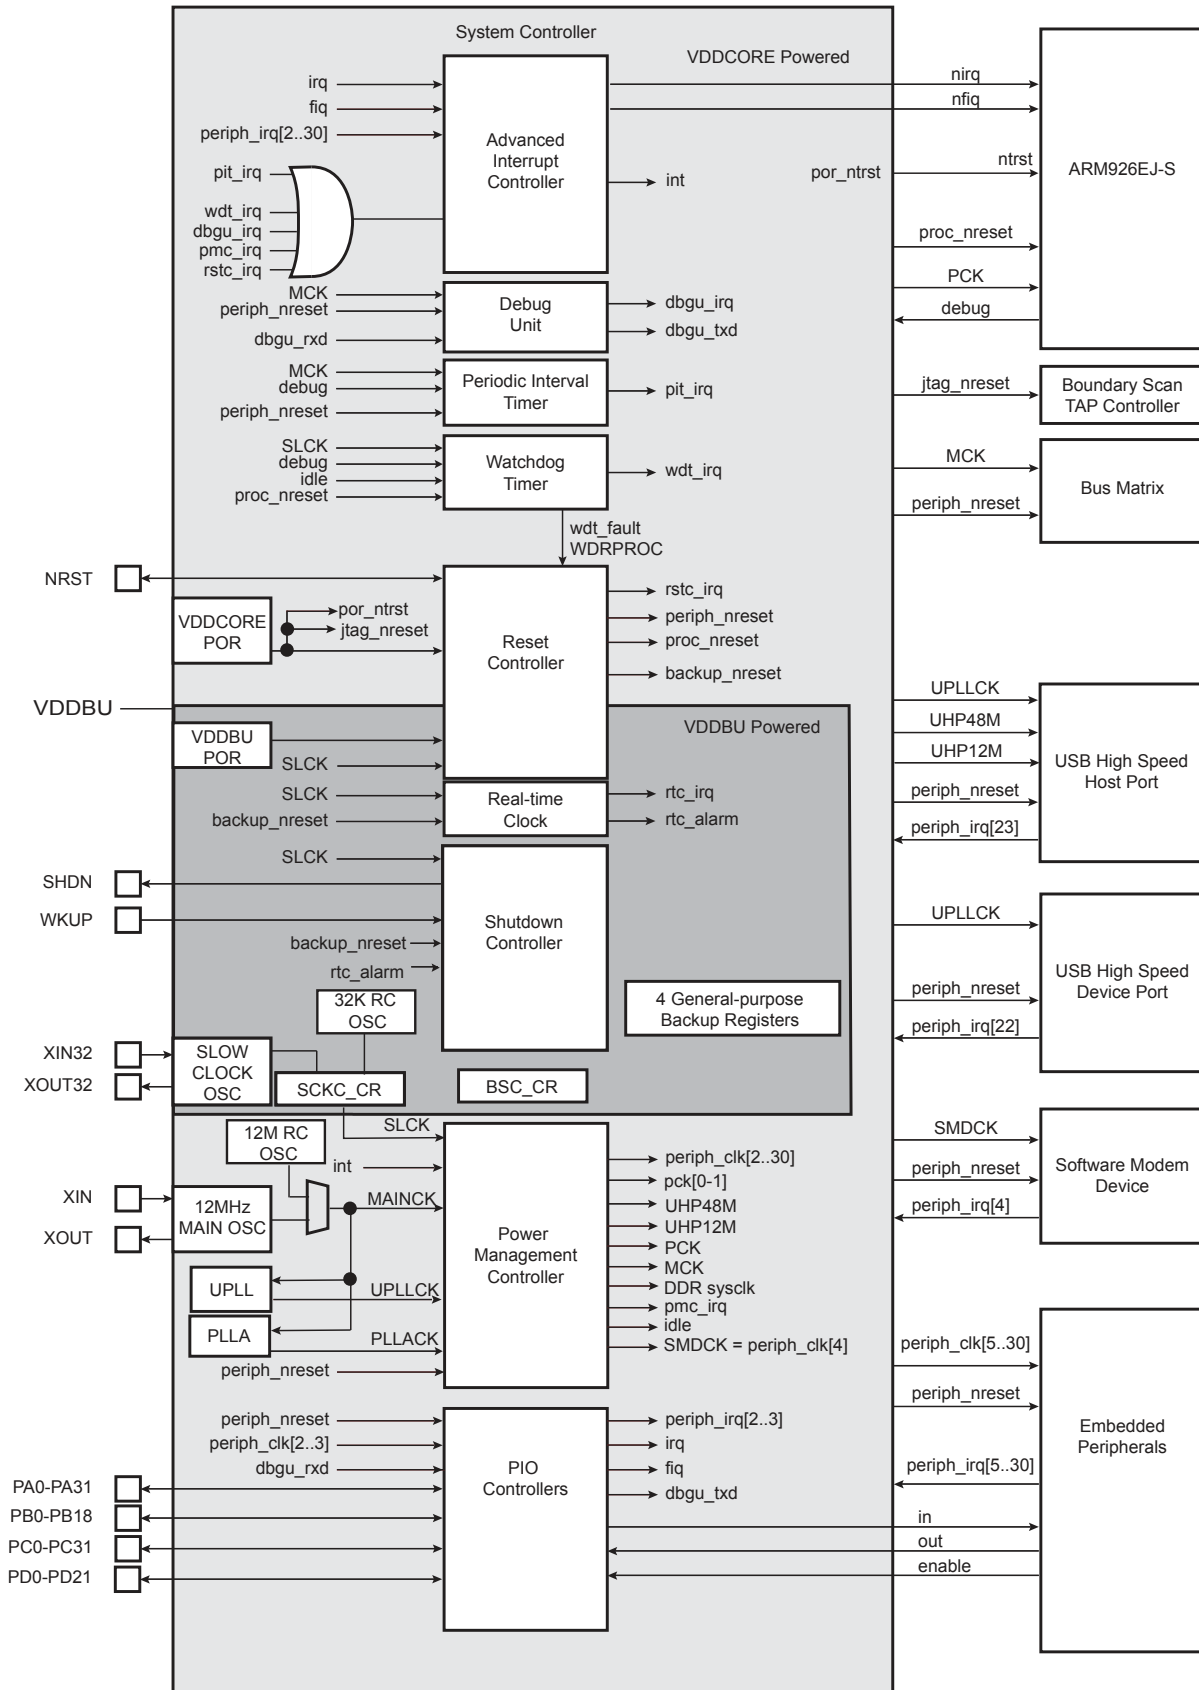 System Controller
VDDCORE Powered
irq
fiq
periph_irq[2..30]
pit_irq
wdt_irq
dbgu_irq
pmc_irq
rstc_irq
Advanced
Interrupt
Controller
int
nirq
nfiq
por_ntrst
ntrst
proc_nreset
PCK
debug
ARM926EJ-S
MCK
periph_nreset
dbgu_rxd
Debug
Unit
dbgu_irq
dbgu_txd
MCK
debug
periph_nreset
Periodic Interval
Timer
pit_irq
jtag_nreset
Boundary Scan
TAP Controller
SLCK
debug
idle
proc_nreset
Watchdog
Timer
wdt_irq
MCK
periph_nreset
Bus Matrix
wdt_fault
WDRPROC
NRST
VDDCORE
POR
por_ntrst
jtag_nreset
Reset
Controller
rstc_irq
periph_nreset
proc_nreset
backup_nreset
VDDBU
VDDBU Powered
VDDBU
POR
SLCK
UPLLCK
UHP48M
UHP12M
periph_nreset
periph_irq[23]
USB High Speed
Host Port
SLCK
backup_nreset
Real-time
Clock
rtc_irq
rtc_alarm
SLCK
SHDN
WKUP
backup_nreset
rtc_alarm
Shutdown
Controller
UPLLCK
periph_nreset
periph_irq[22]
USB High Speed
Device Port
32K RC
OSC
4 General-purpose
Backup Registers
XIN32
XOUT32
SLOW
CLOCK
OSC
SCKC_CR
BSC_CR
SLCK
12M RC
OSC
int
XIN
XOUT
12MHz
MAIN OSC
MAINCK
UPLL
UPLLCK
PLLA
PLLACK
periph_nreset
Power
Management
Controller
periph_clk[2..30]
pck[0-1]
UHP48M
UHP12M
PCK
MCK
DDR sysclk
pmc_irq
idle
SMDCK = periph_clk[4]
SMDCK
periph_nreset
periph_irq[4]
Software Modem
Device
periph_nreset
periph_clk[2..3]
dbgu_rxd
PA0-PA31
PB0-PB18
PC0-PC31
PD0-PD21
PIO
Controllers
periph_irq[2..3]
irq
fiq
dbgu_txd
periph_clk[5..30]
periph_nreset
periph_irq[5..30]
in
out
enable
Embedded
Peripherals